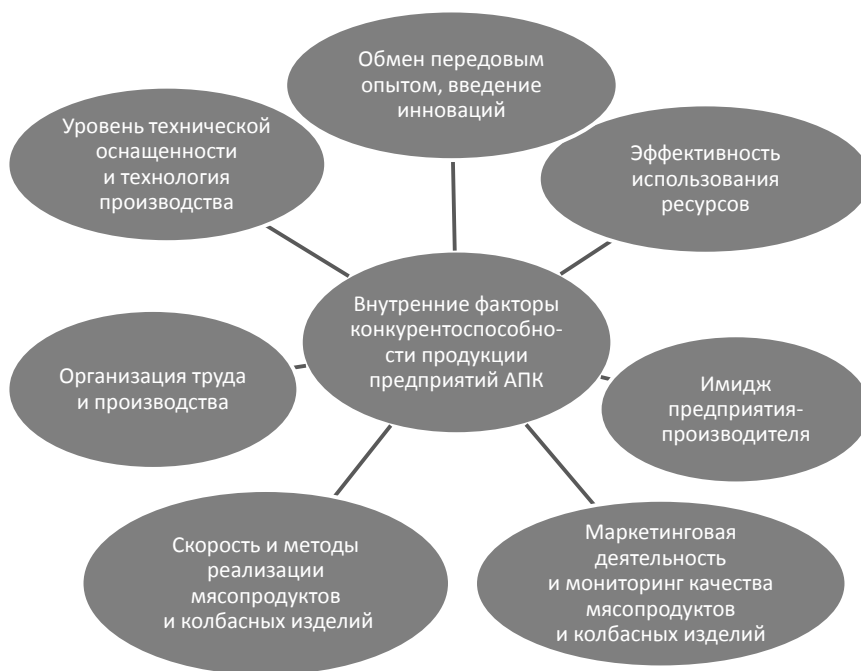 Обмен передовым
опытом, введение
инноваций
Уровень технической
оснащенности
и технология
производства
Эффективность
использования
ресурсов
Внутренние факторы
конкурентоспособно-
сти продукции
предприятий АПК
Организация труда
и производства
Имидж
предприятия-
производителя
Скорость и методы
реализации
мясопродуктов
и колбасных изделий
Маркетинговая
деятельность
и мониторинг качества
мясопродуктов
и колбасных изделий